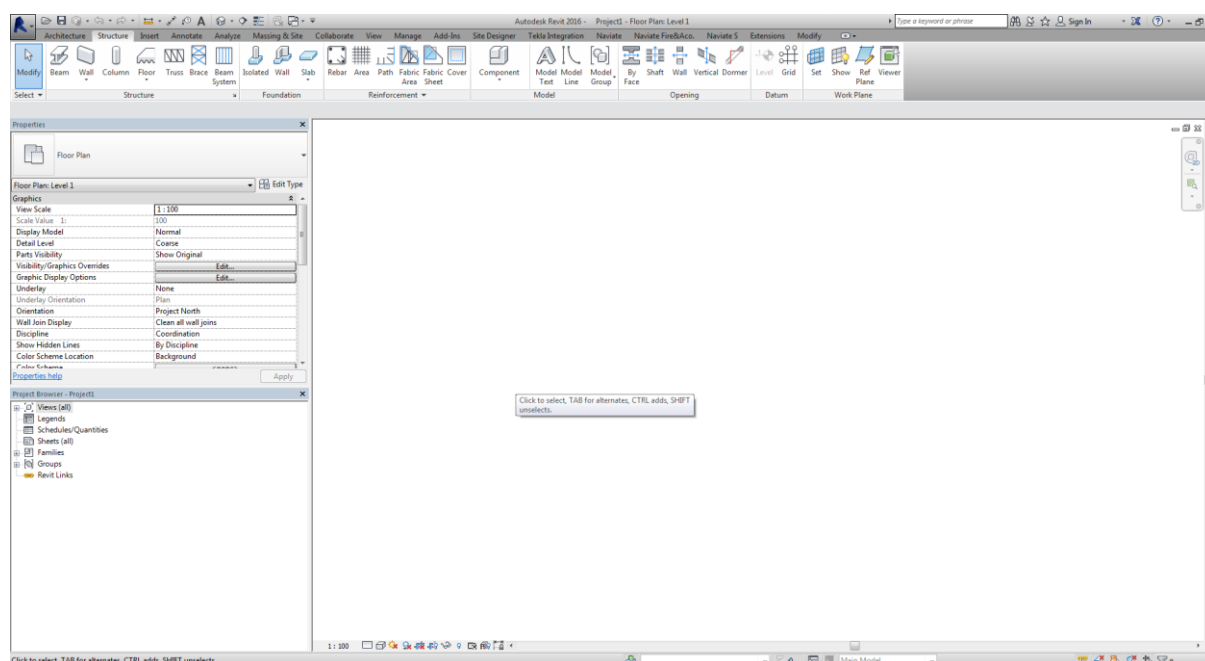 Autodesk Revit 2016 - Project1 - Floor Plan: Level 1
Type a keyword or phrase
Sign In
Architecture Structure Insert Annotate Analyze Massing & Site Collaborate View Manage Add-Ins Site Designer Tekla Integration Naviate Naviate Fire&Aco. Naviate S Extensions Modify
Modify Beam Wall Column Floor Truss Brace Beam System Isolated Wall Slab Rebar Area Path Fabric Area Fabric Sheet Cover Component Model Text Model Line Model Group By Face Shaft Wall Vertical Dormer Level Grid Set Show Ref Plane Viewer
Select Structure Foundation Reinforcement Model Opening Datum Work Plane
Properties
Floor Plan
Floor Plan: Level 1 Edit Type
Graphics
View Scale 1 : 100
Scale Value 1: 100
Display Model Normal
Detail Level Coarse
Parts Visibility Show Original
Visibility/Graphics Overrides Edit...
Graphic Display Options Edit...
Underlay None
Underlay Orientation Plan
Orientation Project North
Wall Join Display Clean all wall joins
Discipline Coordination
Show Hidden Lines By Discipline
Color Scheme Location Background
Color Scheme
Properties help Apply
Project Browser - Project1
Views (all)
Legends
Schedules/Quantities
Sheets (all)
Families
Groups
Revit Links
Click to select, TAB for alternates, CTRL adds, SHIFT
unselects.
1 : 100
Click to select, TAB for alternates, CTRL adds, SHIFT unselects.
Main Model